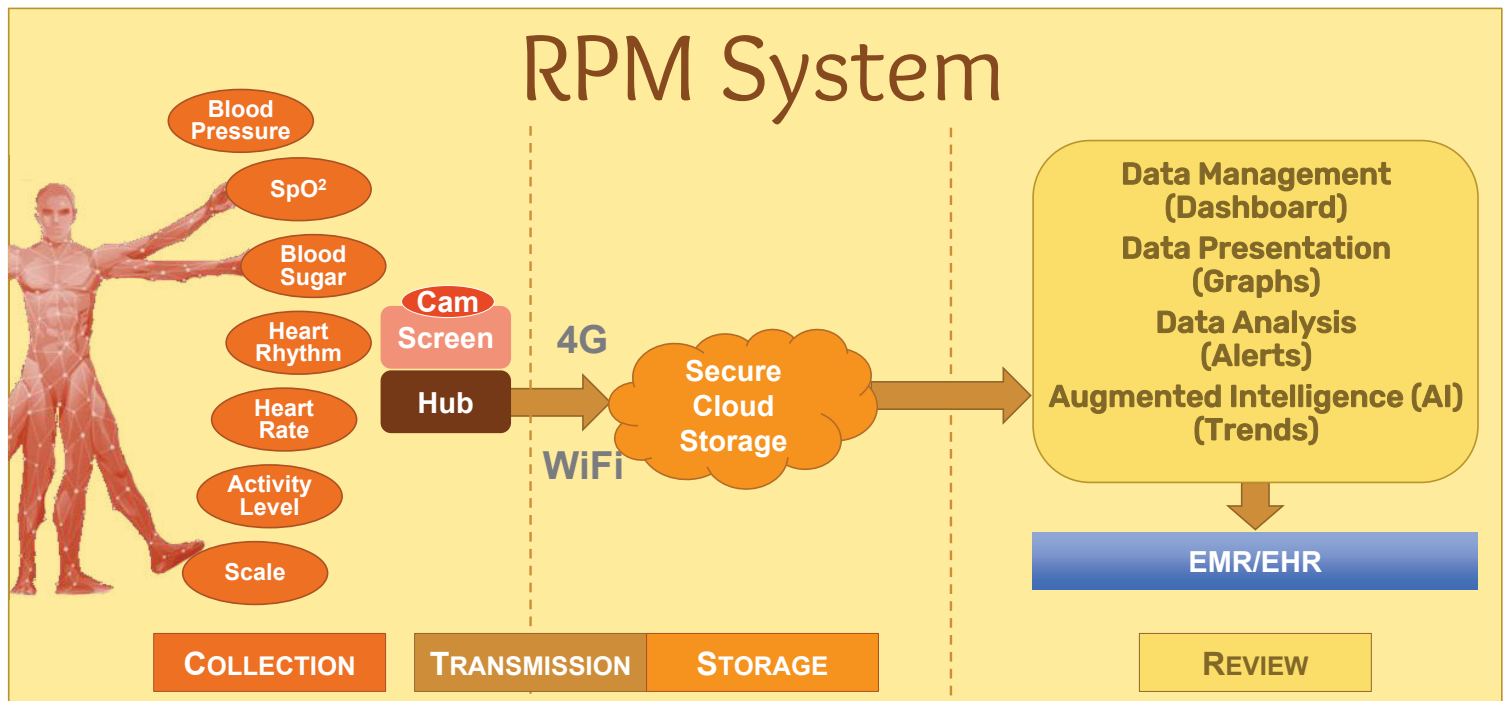 RPM System
Blood
Pressure
SpO²
Blood
Sugar
Heart
Rhythm
Heart
Rate
Activity
Level
Scale
Cam
Screen
Hub
4G
WiFi
Secure
Cloud
Storage
Data Management
(Dashboard)
Data Presentation
(Graphs)
Data Analysis
(Alerts)
Augmented Intelligence (AI)
(Trends)
EMR/EHR
COLLECTION
TRANSMISSION
STORAGE
REVIEW